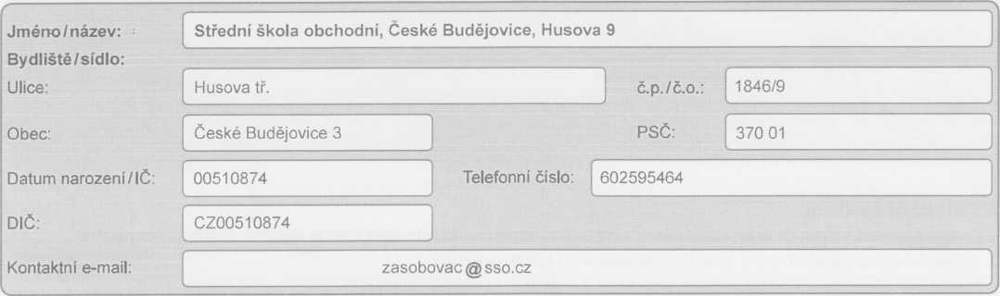 Jméno/název: Střední škola obchodní, České Budějovice, Husova 9
Bydliště/sídlo:
Ulice: Husova tř. č.p./č.o.: 1846/9
Obec: České Budějovice 3 PSČ: 370 01
Datum narození/IČ: 00510874 Telefonní číslo: 602595464
DIČ: CZ00510874
Kontaktní e-mail: zasobovac@sso.cz